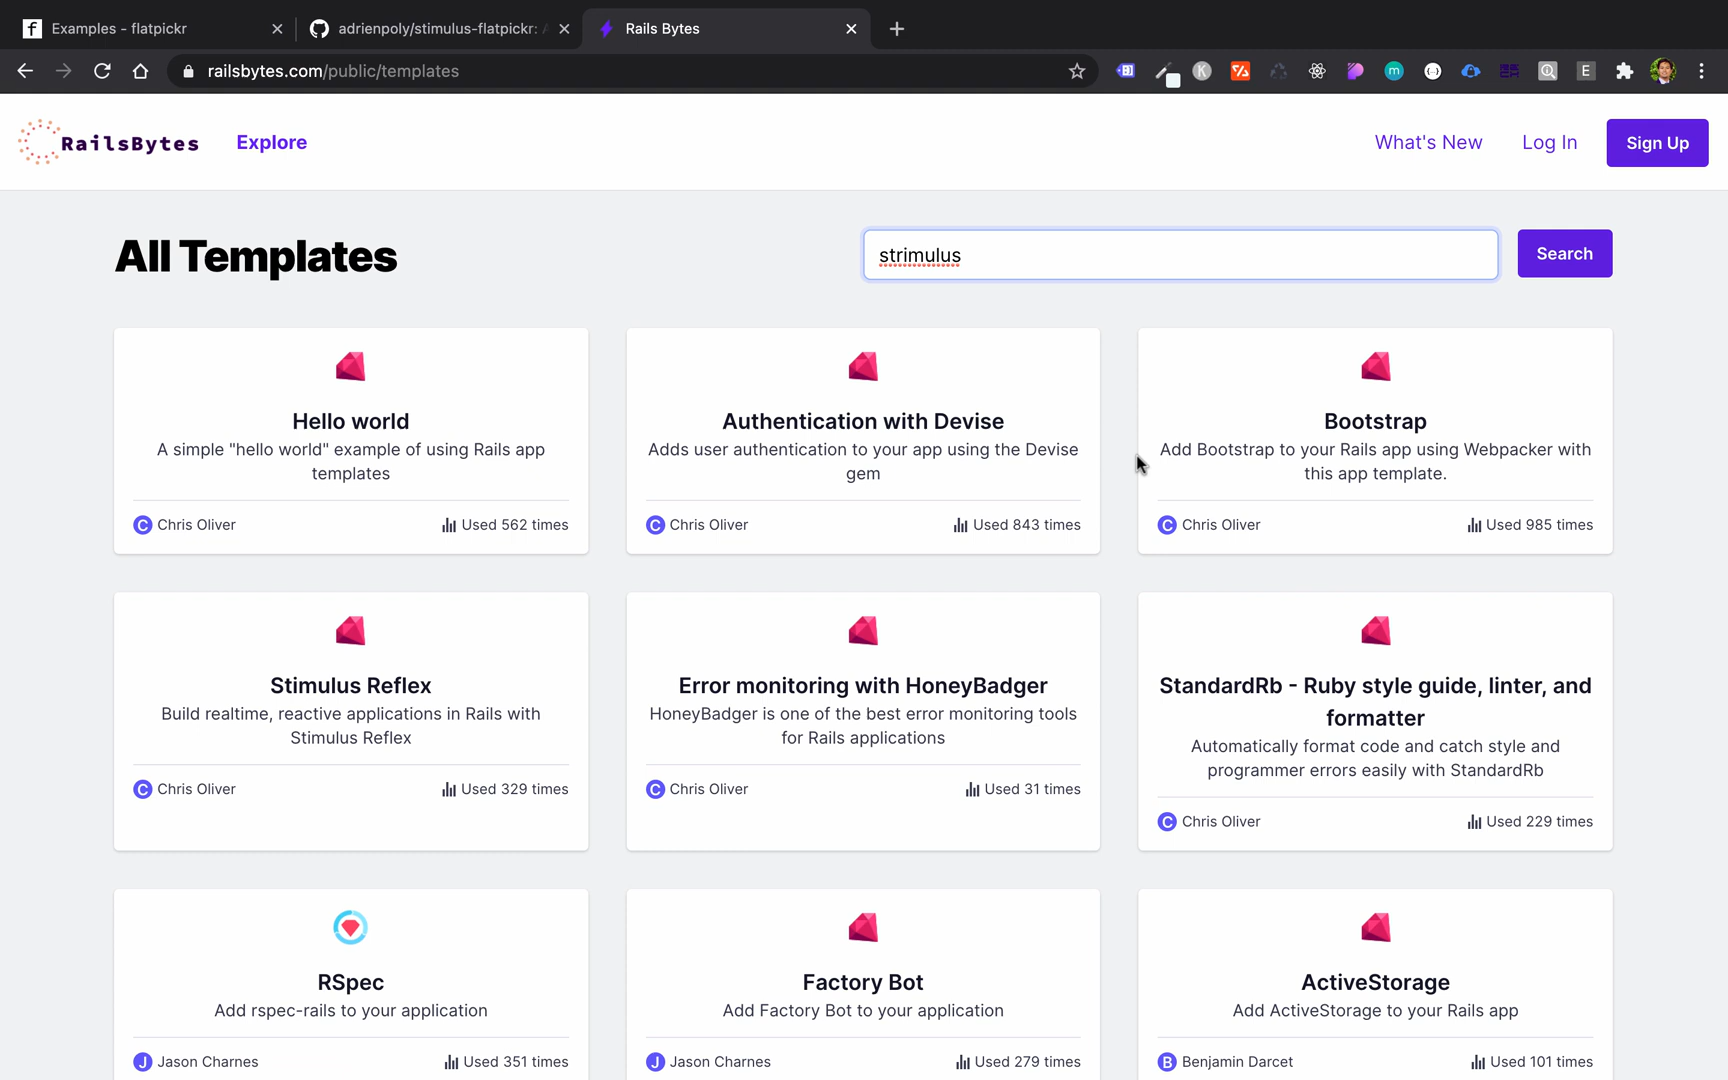 Examples - flatpickr
adrienpoly/stimulus-flatpickr:
Rails Bytes
railsbytes.com/public/templates
RailsBytes
Explore
What's New
Log In
Sign Up
All Templates
strimulus
Search
Hello world
A simple "hello world" example of using Rails app
templates
C Chris Oliver
Used 562 times
Authentication with Devise
Adds user authentication to your app using the Devise
gem
C Chris Oliver
Used 843 times
Bootstrap
Add Bootstrap to your Rails app using Webpacker with
this app template.
C Chris Oliver
Used 985 times
Stimulus Reflex
Build realtime, reactive applications in Rails with
Stimulus Reflex
C Chris Oliver
Used 329 times
Error monitoring with HoneyBadger
HoneyBadger is one of the best error monitoring tools
for Rails applications
C Chris Oliver
Used 31 times
StandardRb - Ruby style guide, linter, and
formatter
Automatically format code and catch style and
programmer errors easily with StandardRb
C Chris Oliver
Used 229 times
RSpec
Add rspec-rails to your application
J Jason Charnes
Used 351 times
Factory Bot
Add Factory Bot to your application
J Jason Charnes
Used 279 times
ActiveStorage
Add ActiveStorage to your Rails app
B Benjamin Darcet
Used 101 times